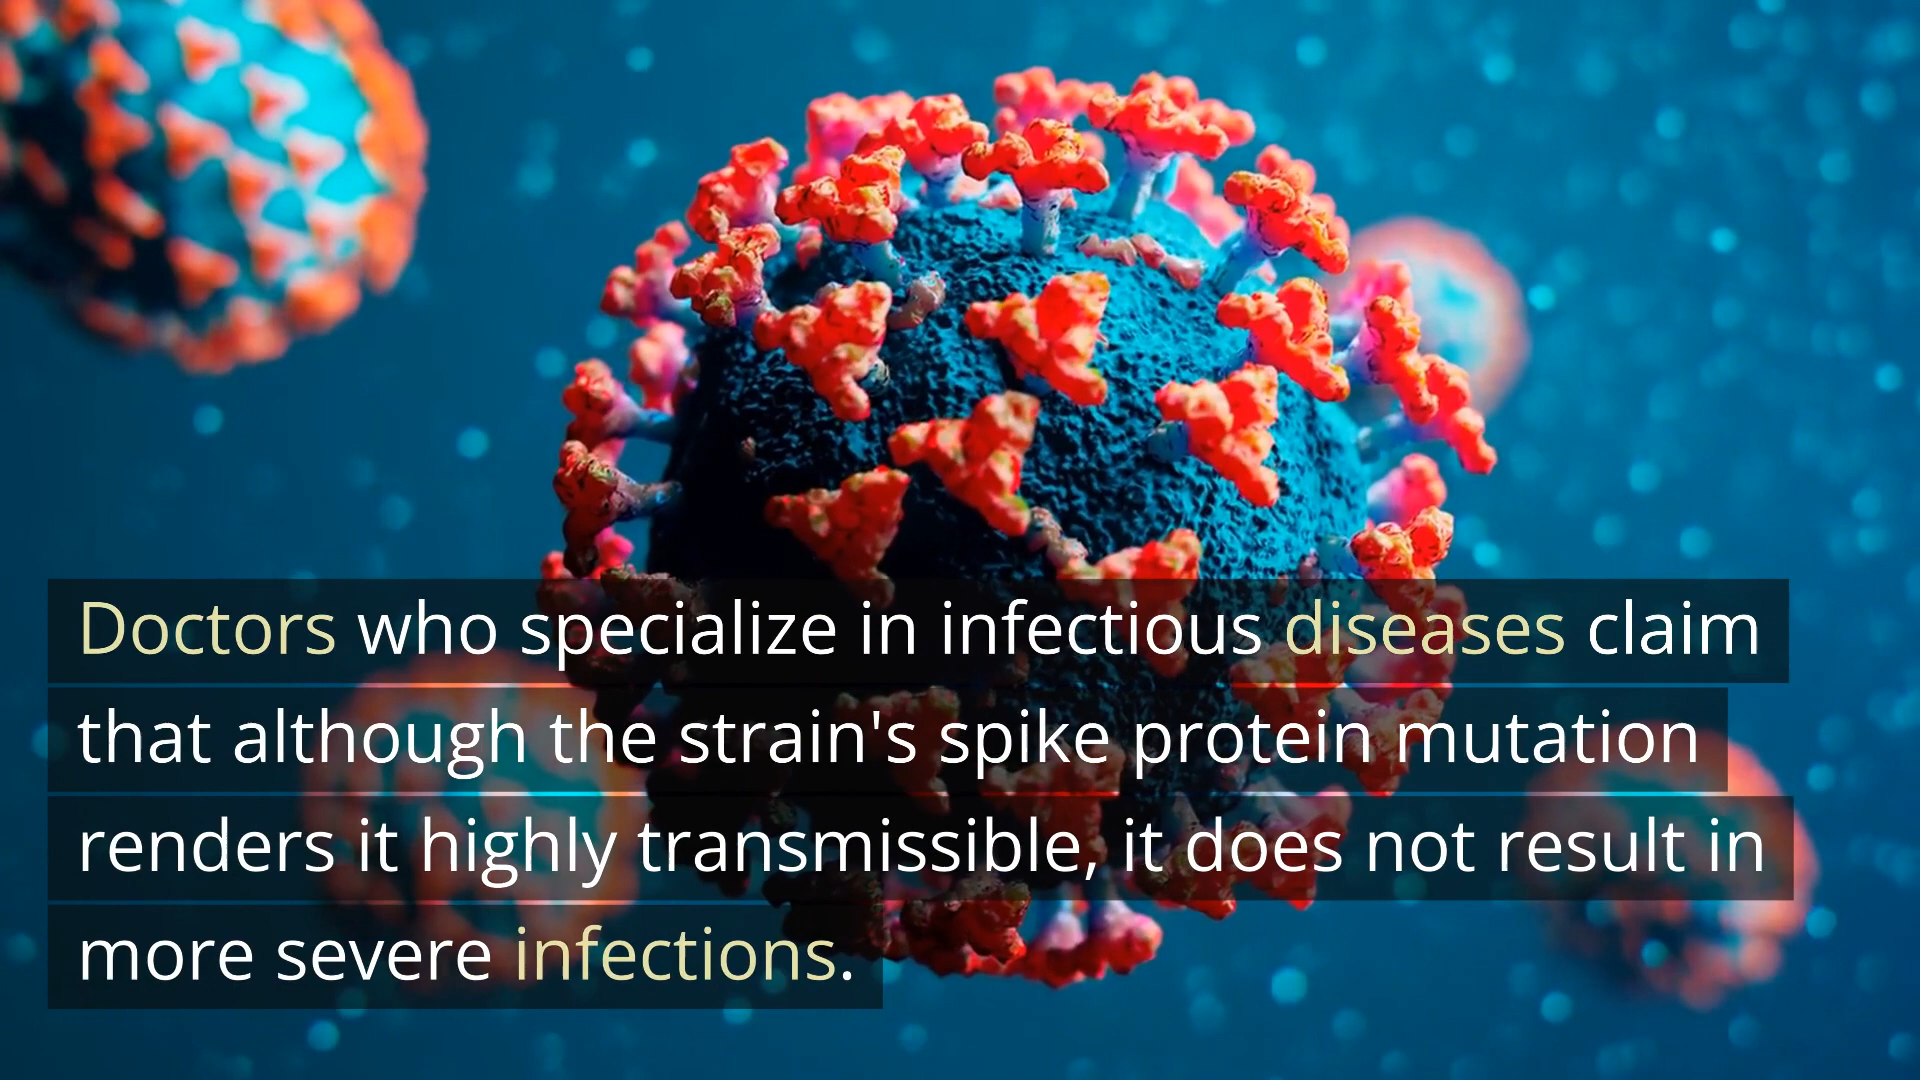 Doctors who specialize in infectious diseases claim
that although the strain's spike protein mutation
renders it highly transmissible, it does not result in
more severe infections.